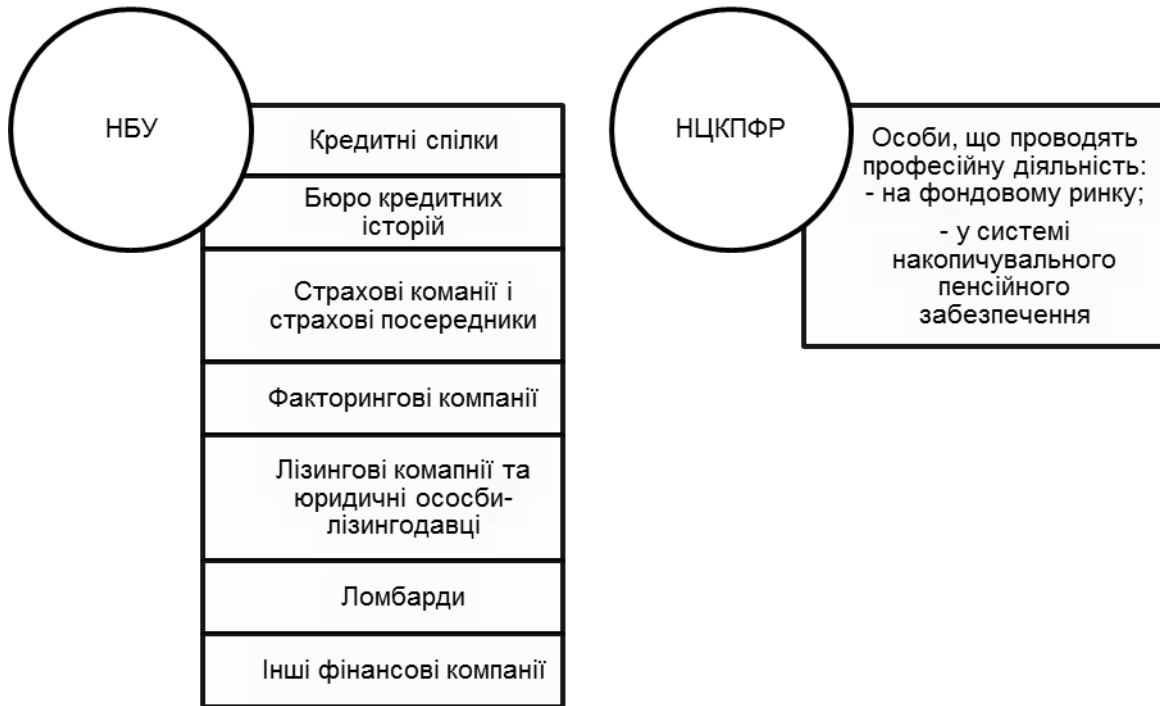 НБУ
Кредитні спілки
Бюро кредитних
історій
Страхові команії і
страхові посередники
Факторингові компанії
Лізингові комапнії та
юридичні ососби-
лізингодавці
Ломбарди
Інші фінансові компанії
НЦКПФР
Особи, що проводять
професійну діяльність:
- на фондовому ринку;
- у системі
накопичувального
пенсійного
забезпечення